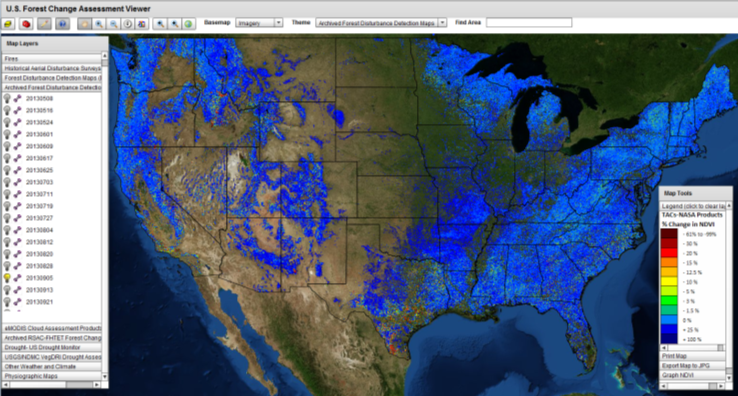 U.S. Forest Change Assessment Viewer
Basemap Imagery Theme Archived Forest Disturbance Detection Maps Find Area
Map Layers
Fires
Historical Aerial Disturbance Surveys
Forest Disturbance Detection Maps (
Archived Forest Disturbance Detectio
20130508
20130516
20130524
20130601
20130609
20130617
20130625
20130703
20130711
20130719
20130727
20130804
20130812
20130820
20130828
20130905
20130913
20130921
eMODIS Cloud Assessment Products
Archived RSAC-FHTET Forest Chang
Drought- US Drought Monitor
USGS/NDMC VegDRI Drought Asses
Other Weather and Climate
Physiographic Maps
Map Tools
Legend (click to clear la
TACs-NASA Products
% Change in NDVI
- 30 %
- 20 %
- 15 %
- 12.5 %
- 10 %
- 5 %
- 3 %
- 1.5 %
0 %
+ 25 %
+ 100 %
Print Map
Export Map to JPG
Graph NDVI